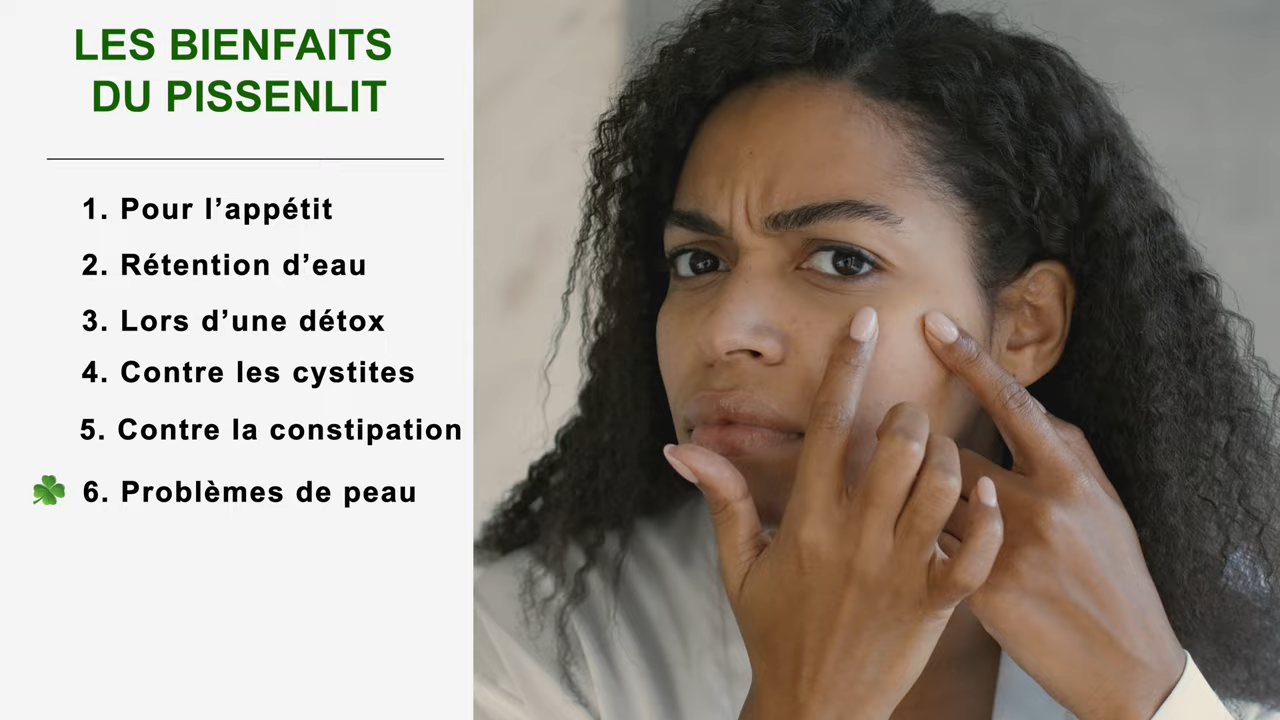 LES BIENFAITS
DU PISSENLIT
1. Pour l’appétit
2. Rétention d’eau
3. Lors d’une détox
4. Contre les cystites
5. Contre la constipation
6. Problèmes de peau